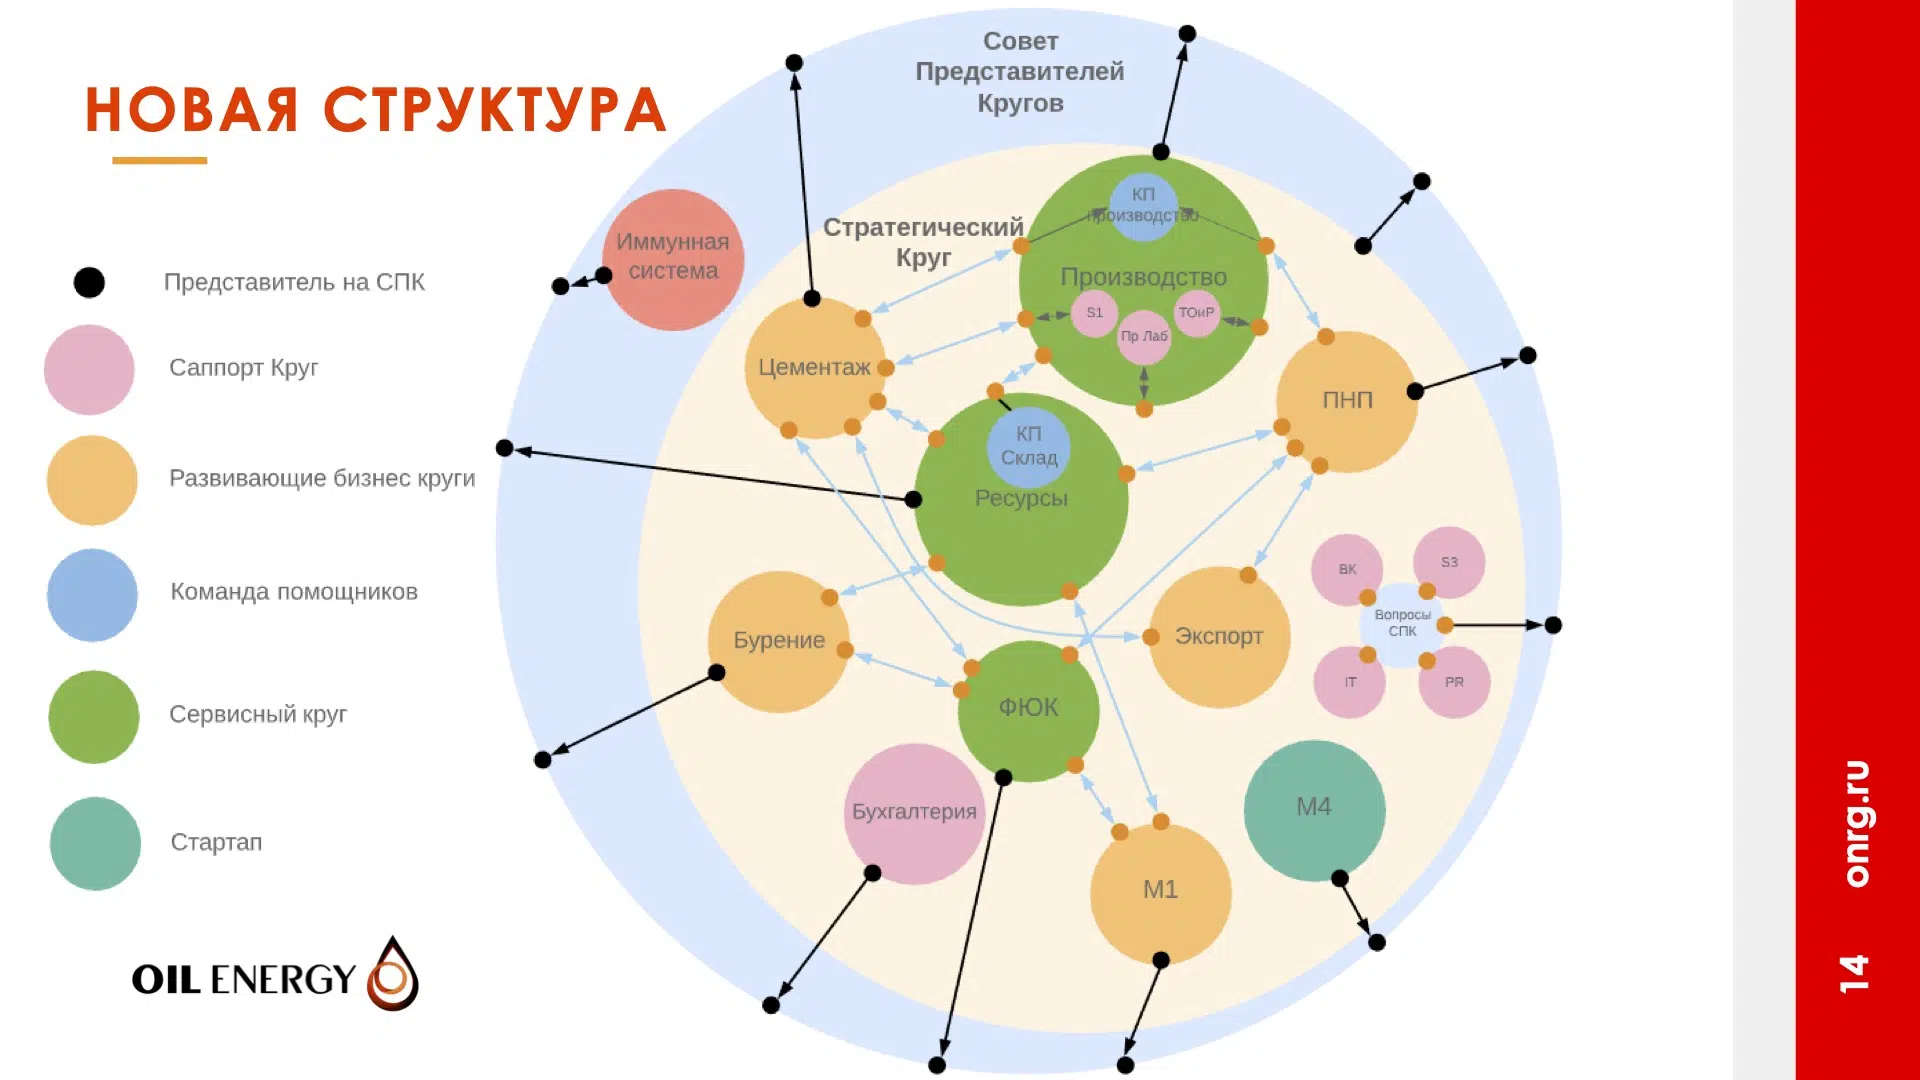 НОВАЯ СТРУКТУРА
Представитель на СПК
Саппорт Круг
Развивающие бизнес круги
Команда помощников
Сервисный круг
Стартап
OIL ENERGY
Совет
Представителей
Кругов
Стратегический
Круг
Иммунная
система
КП
производство
Производство
S1
Пр Лаб
ТОиР
Цементаж
ПНП
КП
Склад
Ресурсы
Бурение
Экспорт
ВК
S3
Вопросы
СПК
IT
PR
ФЮК
Бухгалтерия
М1
М4
onrg.ru
14